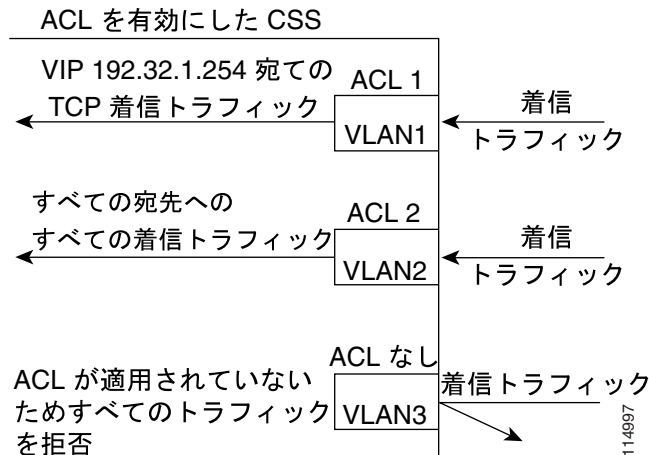 ACL を有効にした CSS
VIP 192.32.1.254 宛ての
TCP 着信トラフィック
ACL 1
VLAN1
着信
トラフィック
すべての宛先への
すべての着信トラフィック
ACL 2
VLAN2
着信
トラフィック
ACL が適用されていない
ためすべてのトラフィック
を拒否
ACL なし
VLAN3
着信トラフィック
114997